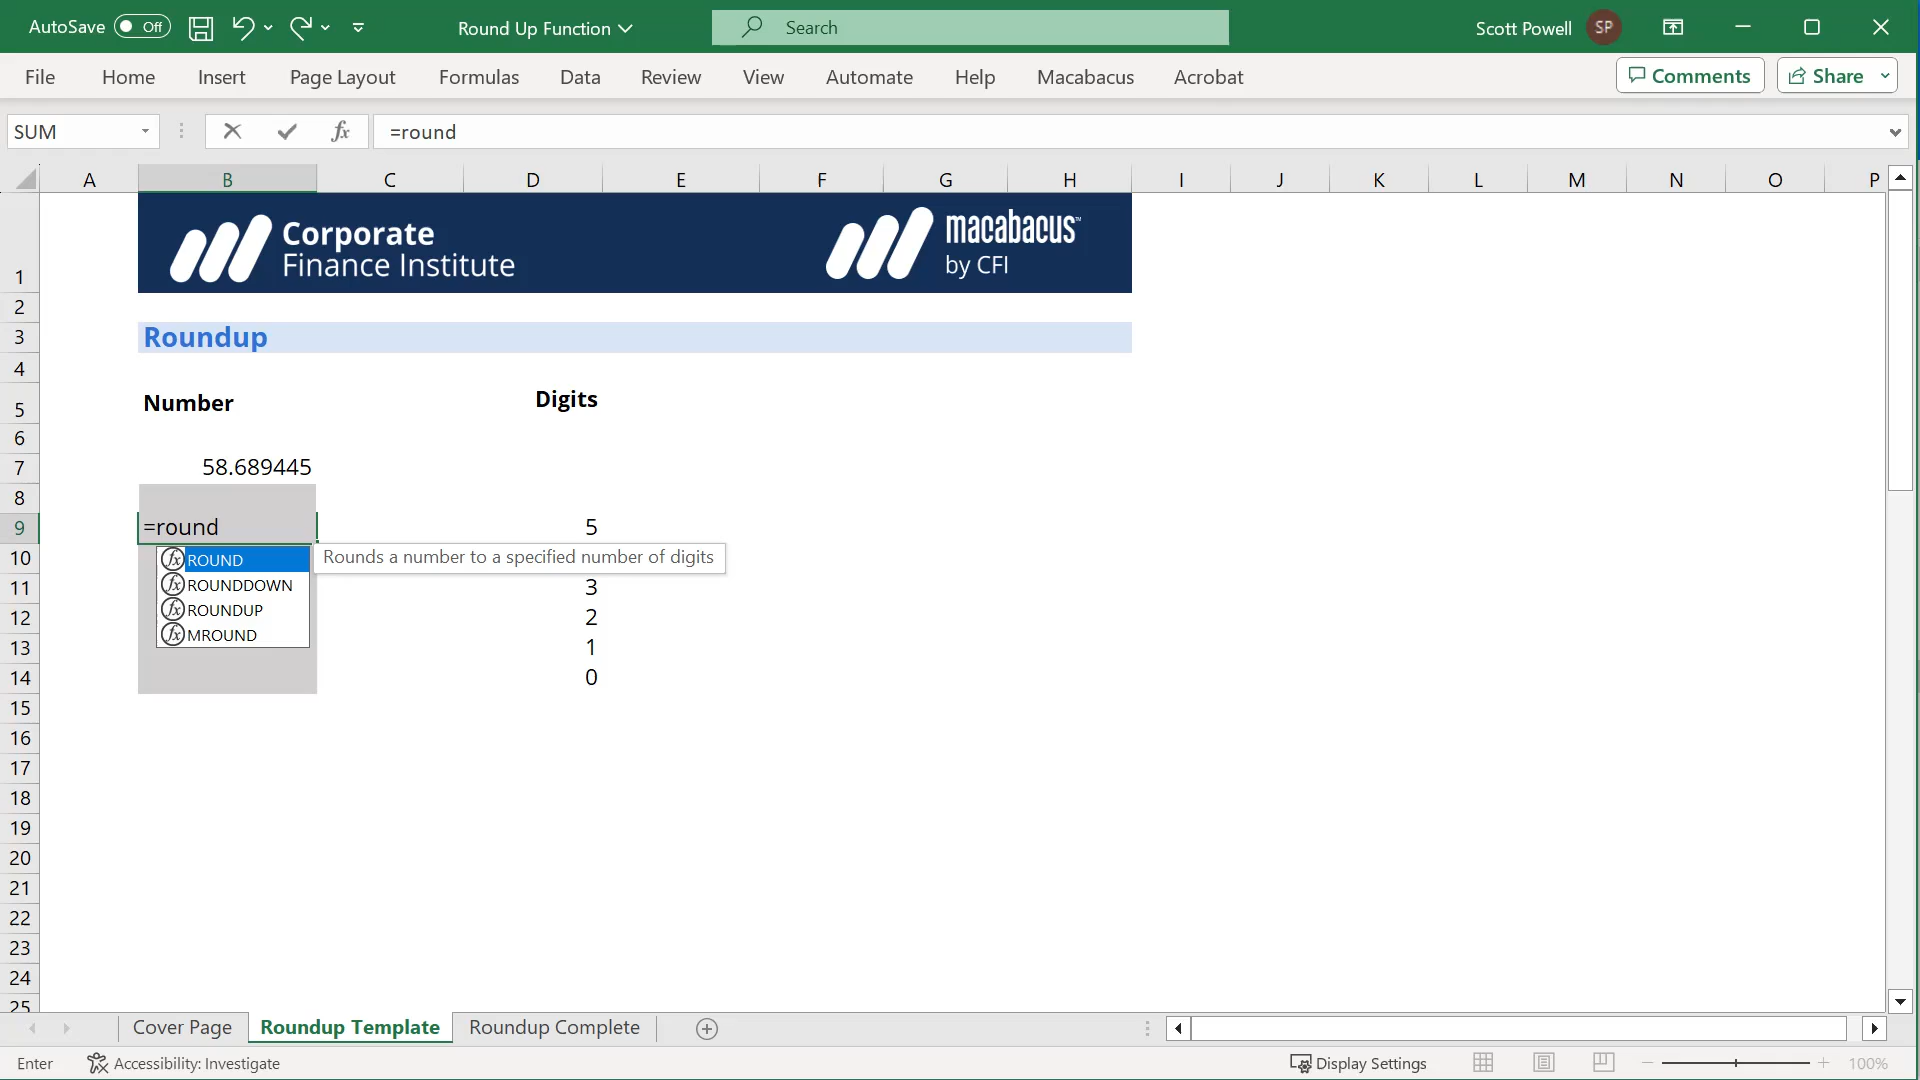 AutoSave Off Round Up Function Search Scott Powell SP
File Home Insert Page Layout Formulas Data Review View Automate Help Macabacus Acrobat Comments Share
SUM fx =round
A B C D E F G H I J K L M N O P
1
Corporate
Finance Institute
macabacus™
by CFI
2
3 Roundup
4
5 Number Digits
6
7 58.689445
8
9 =round 5
10 ROUND Rounds a number to a specified number of digits
11 ROUNDDOWN 3
12 ROUNDUP 2
13 MROUND 1
14 0
15
16
17
18
19
20
21
22
23
24
25
Cover Page Roundup Template Roundup Complete
Enter Accessibility: Investigate Display Settings 100%